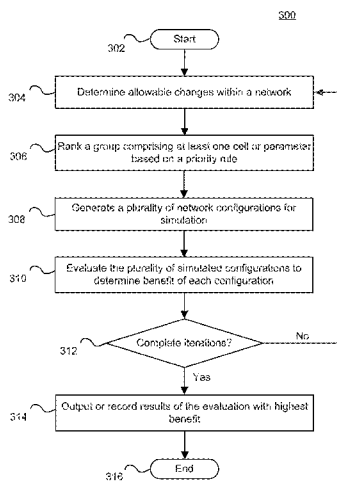 300
Start
302
Determine allowable changes within a network
304
Rank a group comprising at least one cell or parameter
based on a priority rule
306
Generate a plurality of network configurations for
simulation
308
Evaluate the plurality of simulated configurations to
determine benefit of each configuration
310
Complete iterations?
No
312
Yes
Output or record results of the evaluation with highest
benefit
314
End
316